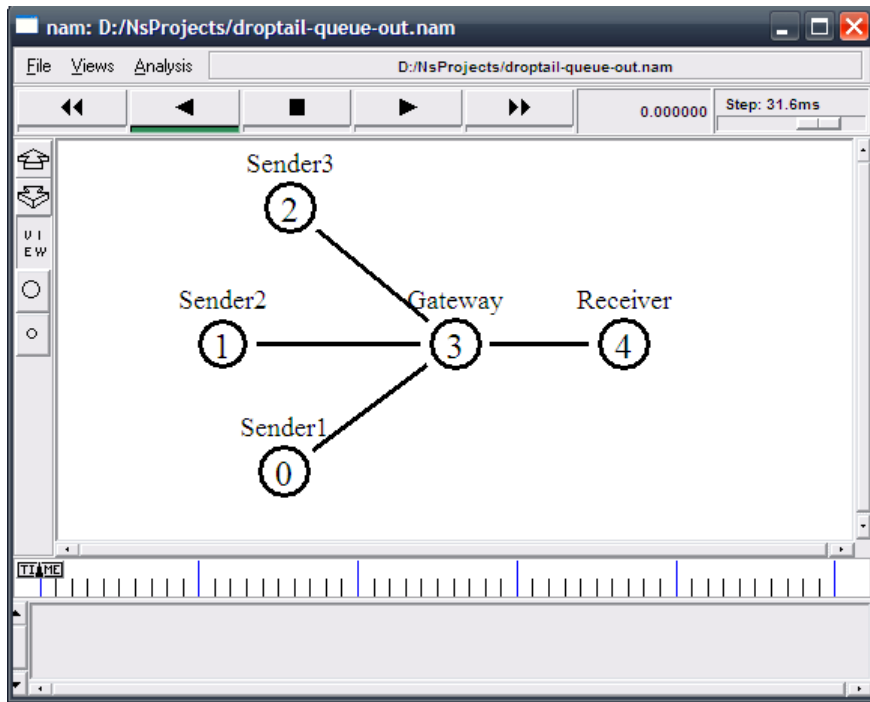 nam: D:/NsProjects/droptail-queue-out.nam
File Views Analysis D:/NsProjects/droptail-queue-out.nam
0.000000 Step: 31.6ms
VIEW
Sender3
2
Sender2 Gateway Receiver
1 3 4
Sender1
0
TIME